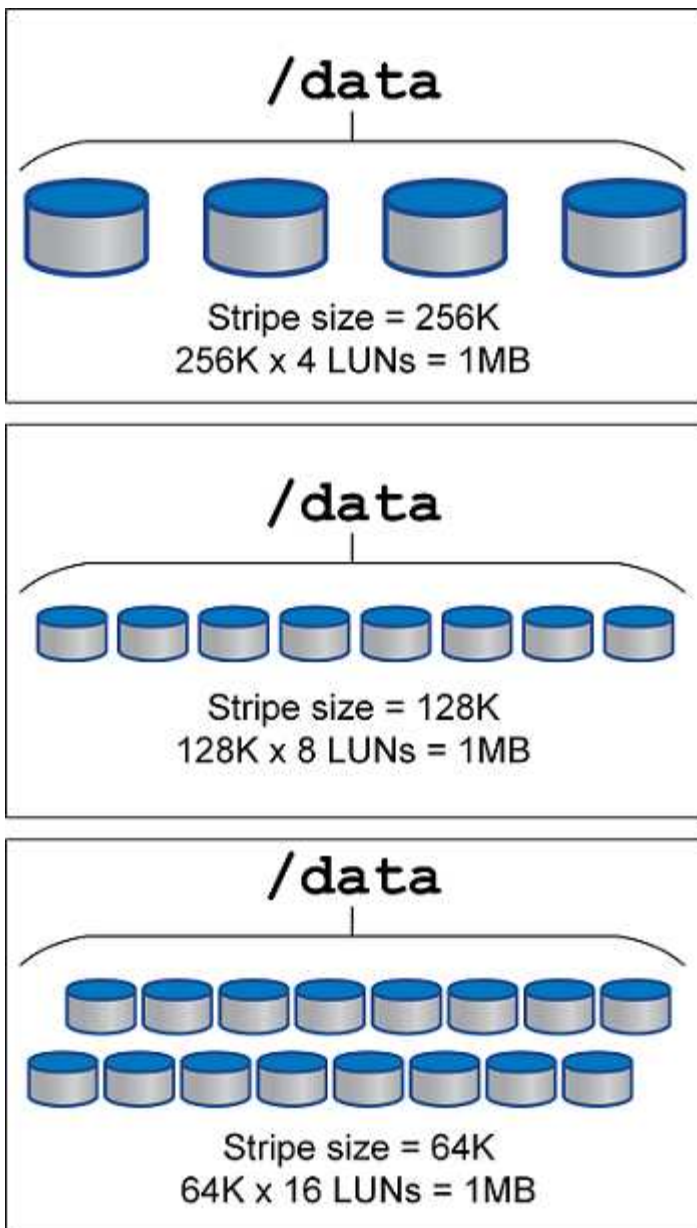 /data
Stripe size = 256K
256K x 4 LUNs = 1MB
/data
Stripe size = 128K
128K x 8 LUNs = 1MB
/data
Stripe size = 64K
64K x 16 LUNs = 1MB